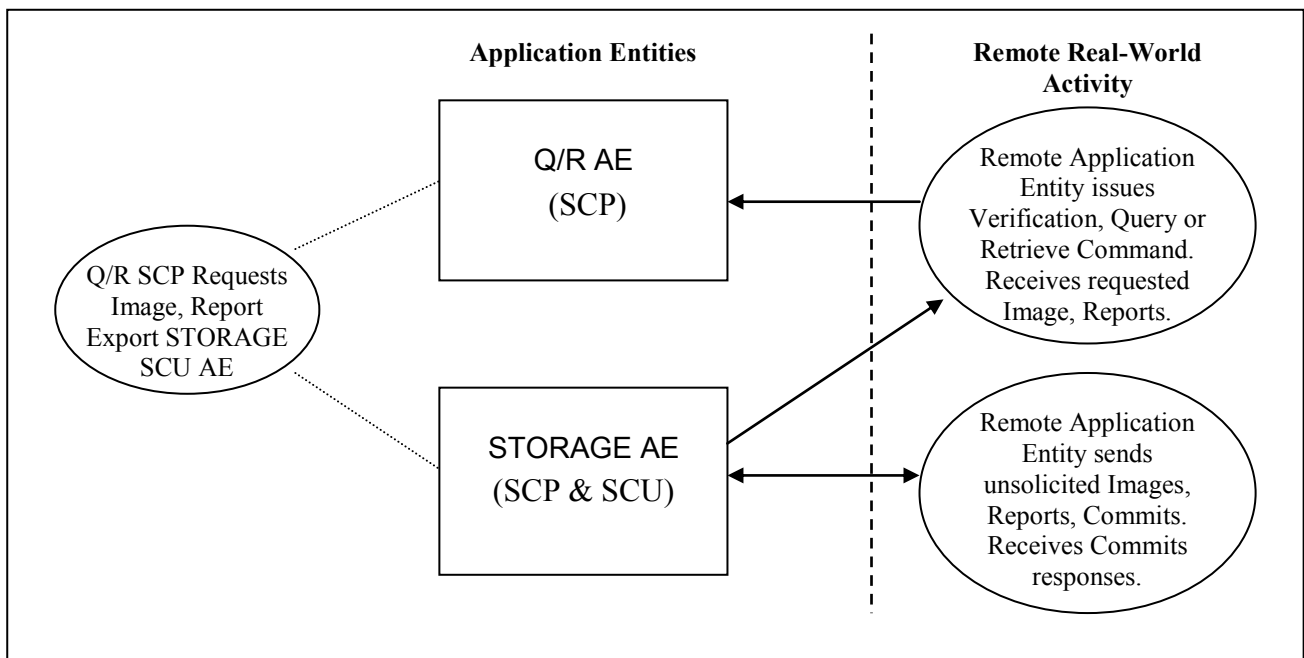 Application Entities
Remote Real-World
Activity
Q/R AE
(SCP)
Remote Application
Entity issues
Verification, Query or
Retrieve Command.
Receives requested
Image, Reports.
Q/R SCP Requests
Image, Report
Export STORAGE
SCU AE
STORAGE AE
(SCP & SCU)
Remote Application
Entity sends
unsolicited Images,
Reports, Commits.
Receives Commits
responses.